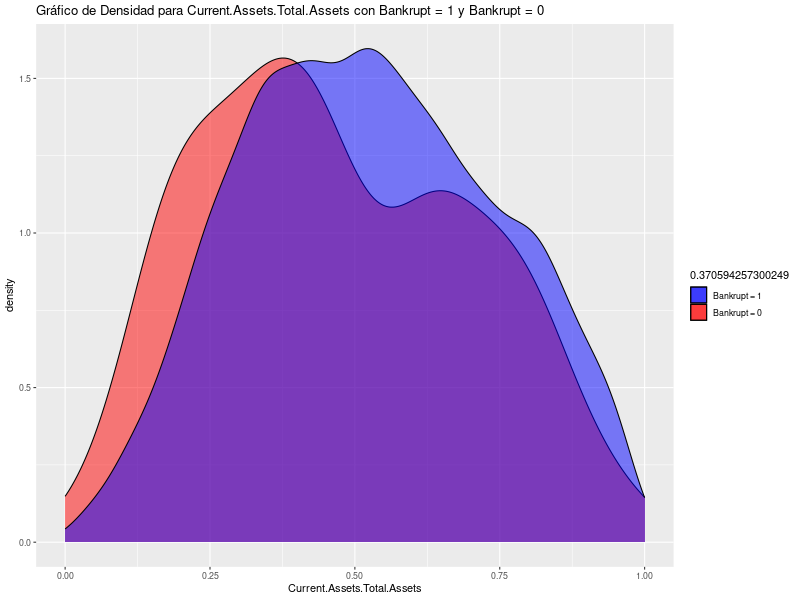 Gráfico de Densidad para Current.Assets.Total.Assets con Bankrupt = 1 y Bankrupt = 0
1.5
1.0
0.5
0.0
density
0.00 0.25 0.50 0.75 1.00
Current.Assets.Total.Assets
0.370594257300249
Bankrupt = 1
Bankrupt = 0